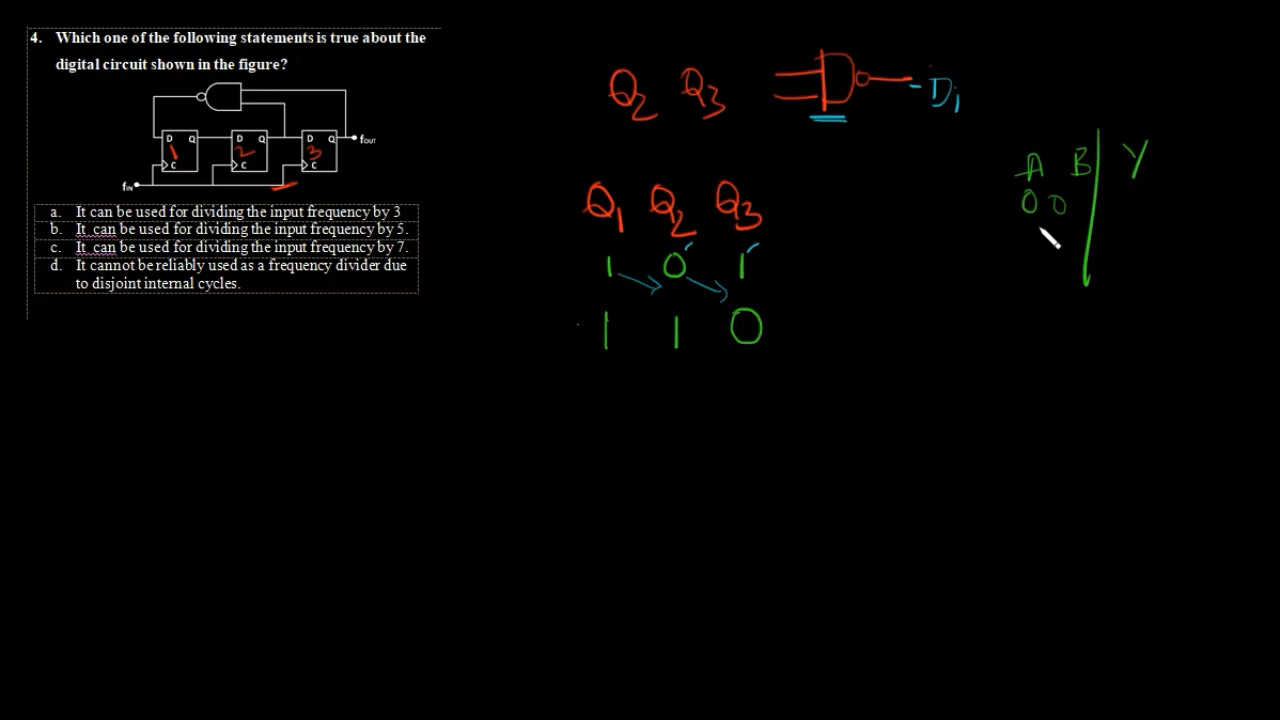 4. Which one of the following statements is true about the
digital circuit shown in the figure?
D Q D Q D Q fOUT
1 2 3
C C C
fIN
a. It can be used for dividing the input frequency by 3
b. It can be used for dividing the input frequency by 5.
c. It can be used for dividing the input frequency by 7.
d. It cannot be reliably used as a frequency divider due
to disjoint internal cycles.
Q2 Q3 D1
Q1 Q2 Q3
1 0 1
1 1 0
A B Y
0 0